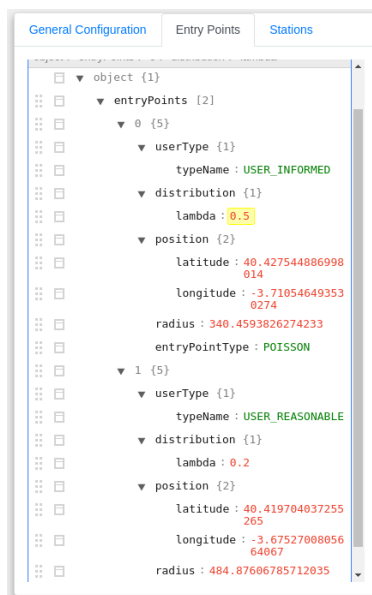 General Configuration Entry Points Stations
object {1}
entryPoints [2]
0 {5}
userType {1}
typeName : USER_INFORMED
distribution {1}
lambda : 0.5
position {2}
latitude : 40.427544886998
014
longitude : -3.71054649353
0274
radius : 340.4593826274233
entryPointType : POISSON
1 {5}
userType {1}
typeName : USER_REASONABLE
distribution {1}
lambda : 0.2
position {2}
latitude : 40.419704037255
265
longitude : -3.67527008056
64067
radius : 484.87606785712035